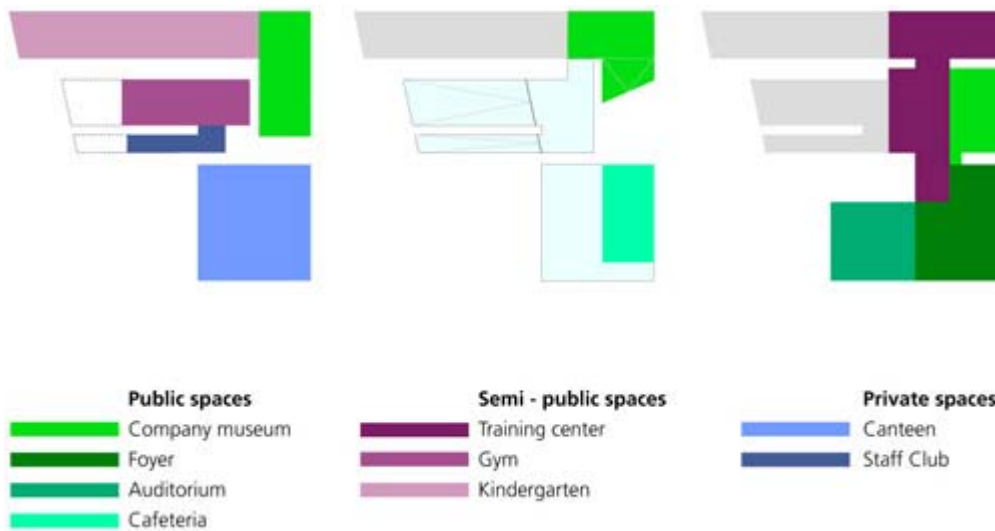 Public spaces
Company museum
Foyer
Auditorium
Cafeteria
Semi - public spaces
Training center
Gym
Kindergarten
Private spaces
Canteen
Staff Club